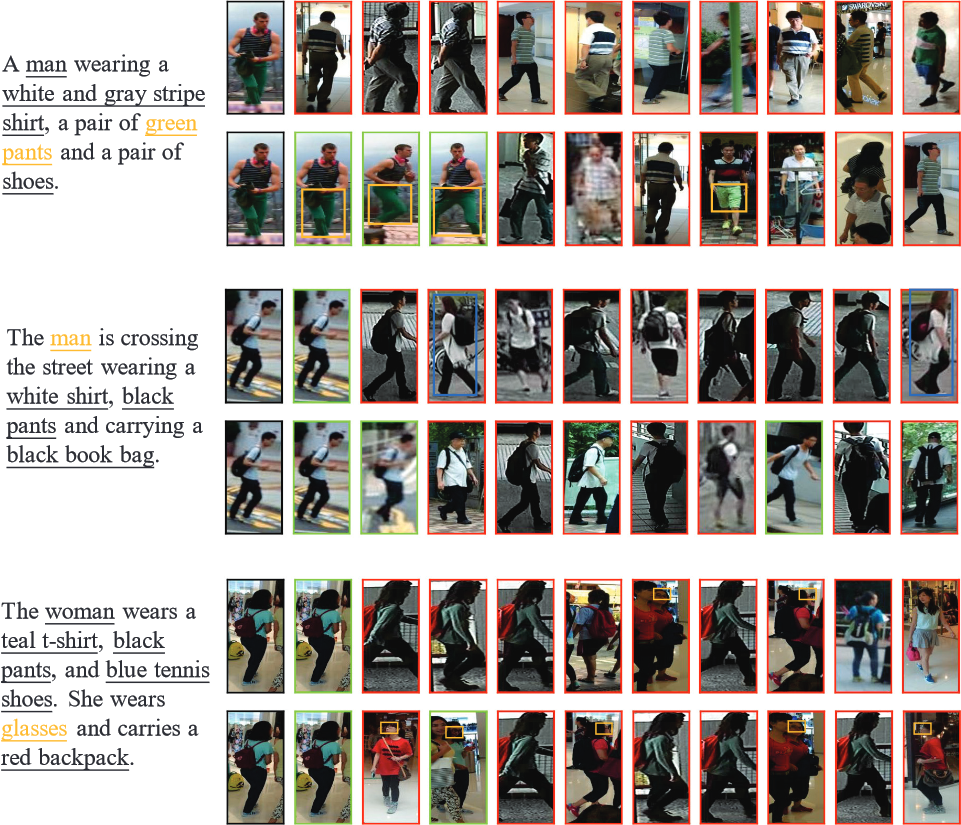 A man wearing a
white and gray stripe
shirt, a pair of green
pants and a pair of
shoes.
SWAROVSKI
The man is crossing
the street wearing a
white shirt, black
pants and carrying a
black book bag.
The woman wears a
teal t-shirt, black
pants, and blue tennis
shoes. She wears
glasses and carries a
red backpack.